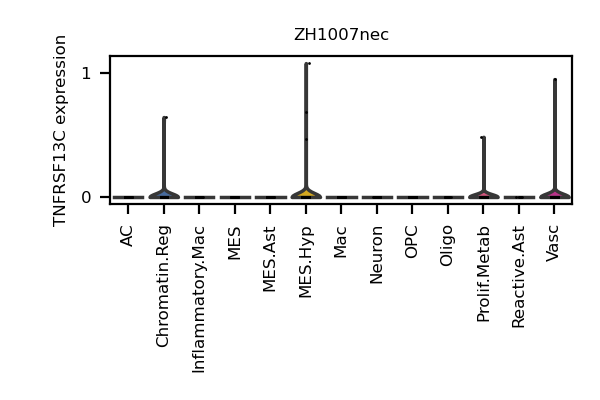 ZH1007nec
TNFRSF13C expression
1
0
AC
Chromatin.Reg
Inflammatory.Mac
MES
MES.Ast
MES.Hyp
Mac
Neuron
OPC
Oligo
Prolif.Metab
Reactive.Ast
Vasc